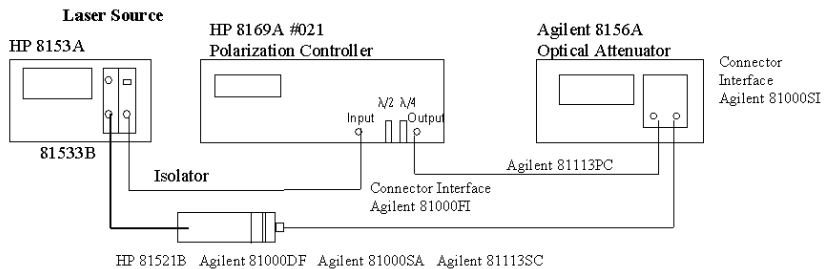 Laser Source
HP 8153A
HP 8169A #021
Polarization Controller
Agilent 8156A
Optical Attenuator
Connector
Interface
Agilent 81000SI
λ/2 λ/4
Input Output
81533B
Isolator
Agilent 81113PC
Connector Interface
Agilent 81000FI
HP 81521B Agilent 81000DF Agilent 81000SA Agilent 81113SC